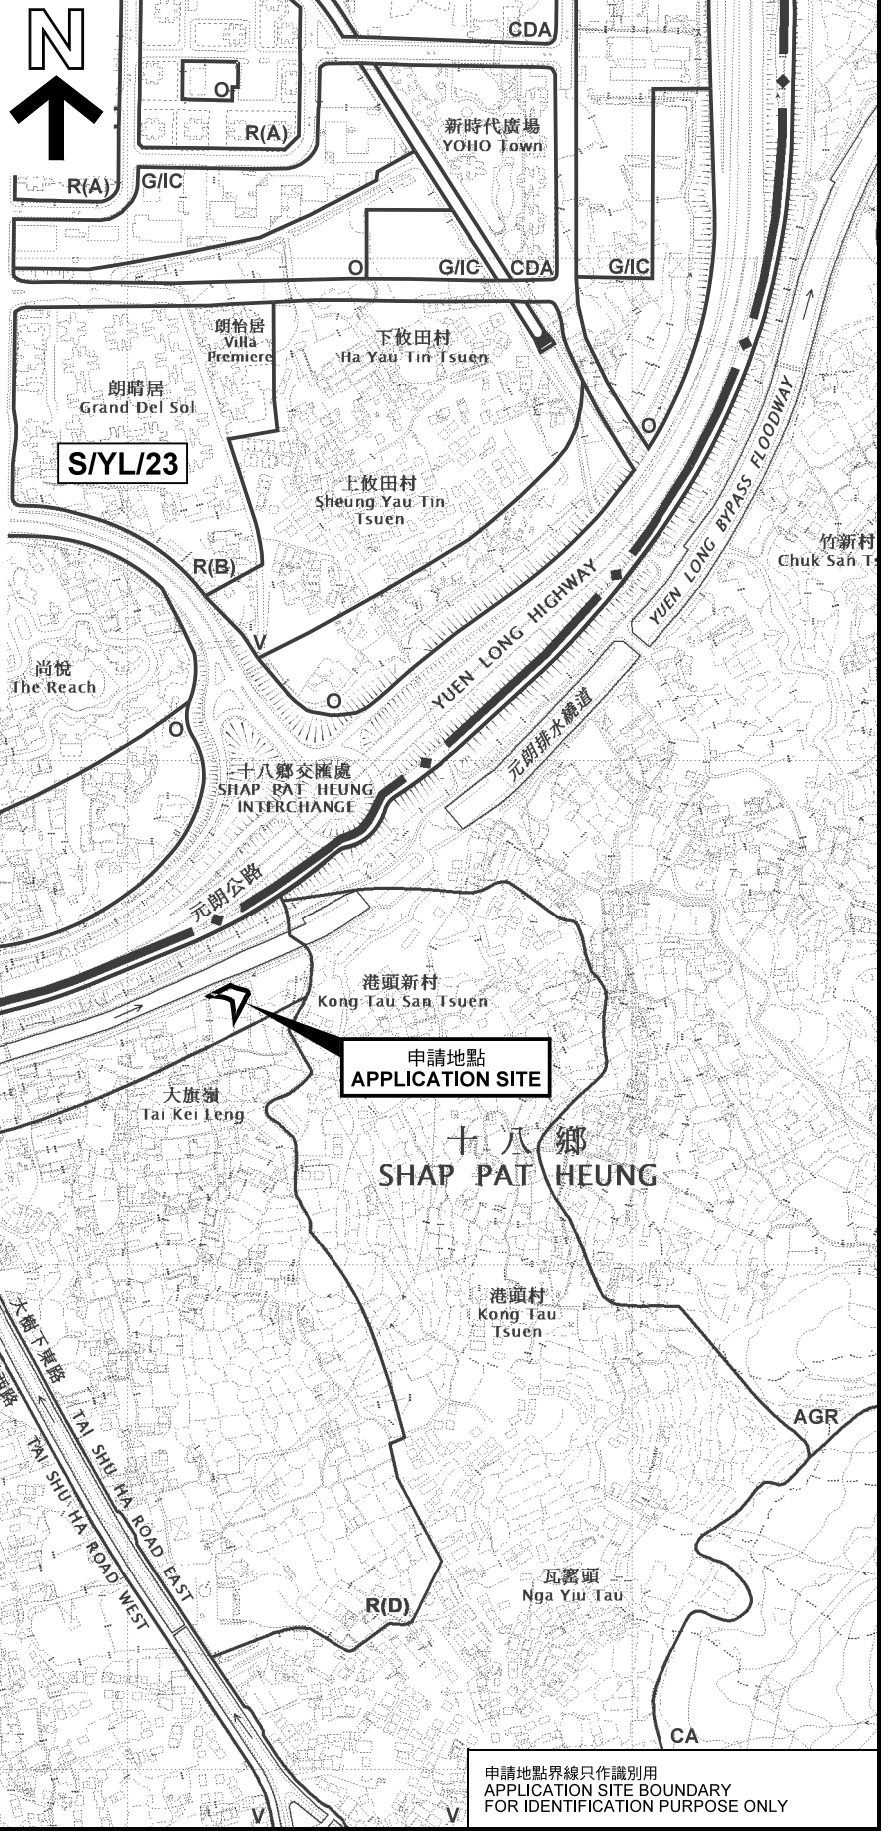 N
CDA
O
R(A)
新時代廣場
YOHO Town
R(A)
G/IC
O
G/IC
CDA
G/IC
朗怡居
Villa
Premiere
下攸田村
Ha Yau Tin Tsuen
朗晴居
Grand Del Sol
S/YL/23
O
上攸田村
Sheung Yau Tin
Tsuen
YUEN LONG BYPASS FLOODWAY
竹新村
Chuk San Ts
R(B)
YUEN LONG HIGHWAY
V
尚悅
The Reach
O
O
元朗排水繞道
十八鄉交匯處
SHAP PAT HEUNG
INTERCHANGE
元朗公路
港頭新村
Kong Tau San Tsuen
申請地點
APPLICATION SITE
大旗嶺
Tai Kei Leng
十八鄉
SHAP PAT HEUNG
港頭村
Kong Tau
Tsuen
大樹下東路
TAI SHU HA ROAD EAST
西路
TAI SHU HA ROAD WEST
AGR
瓦窰頭
Nga Yiu Tau
R(D)
CA
申請地點界線只作識別用
APPLICATION SITE BOUNDARY
FOR IDENTIFICATION PURPOSE ONLY
V
V